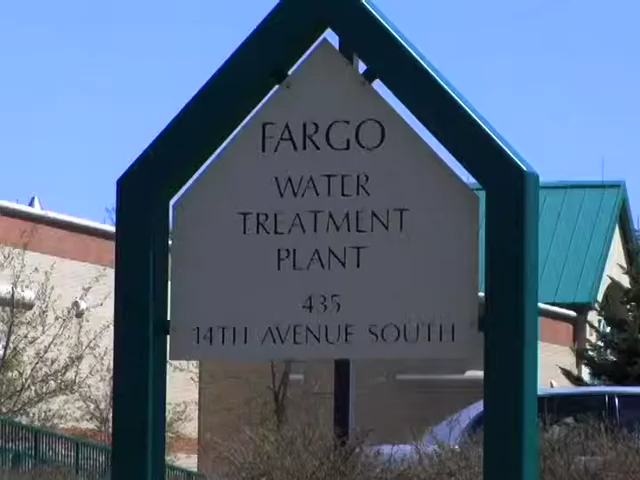 FARGO
WATER
TREATMENT
PLANT
435
14TH AVENUE SOUTH